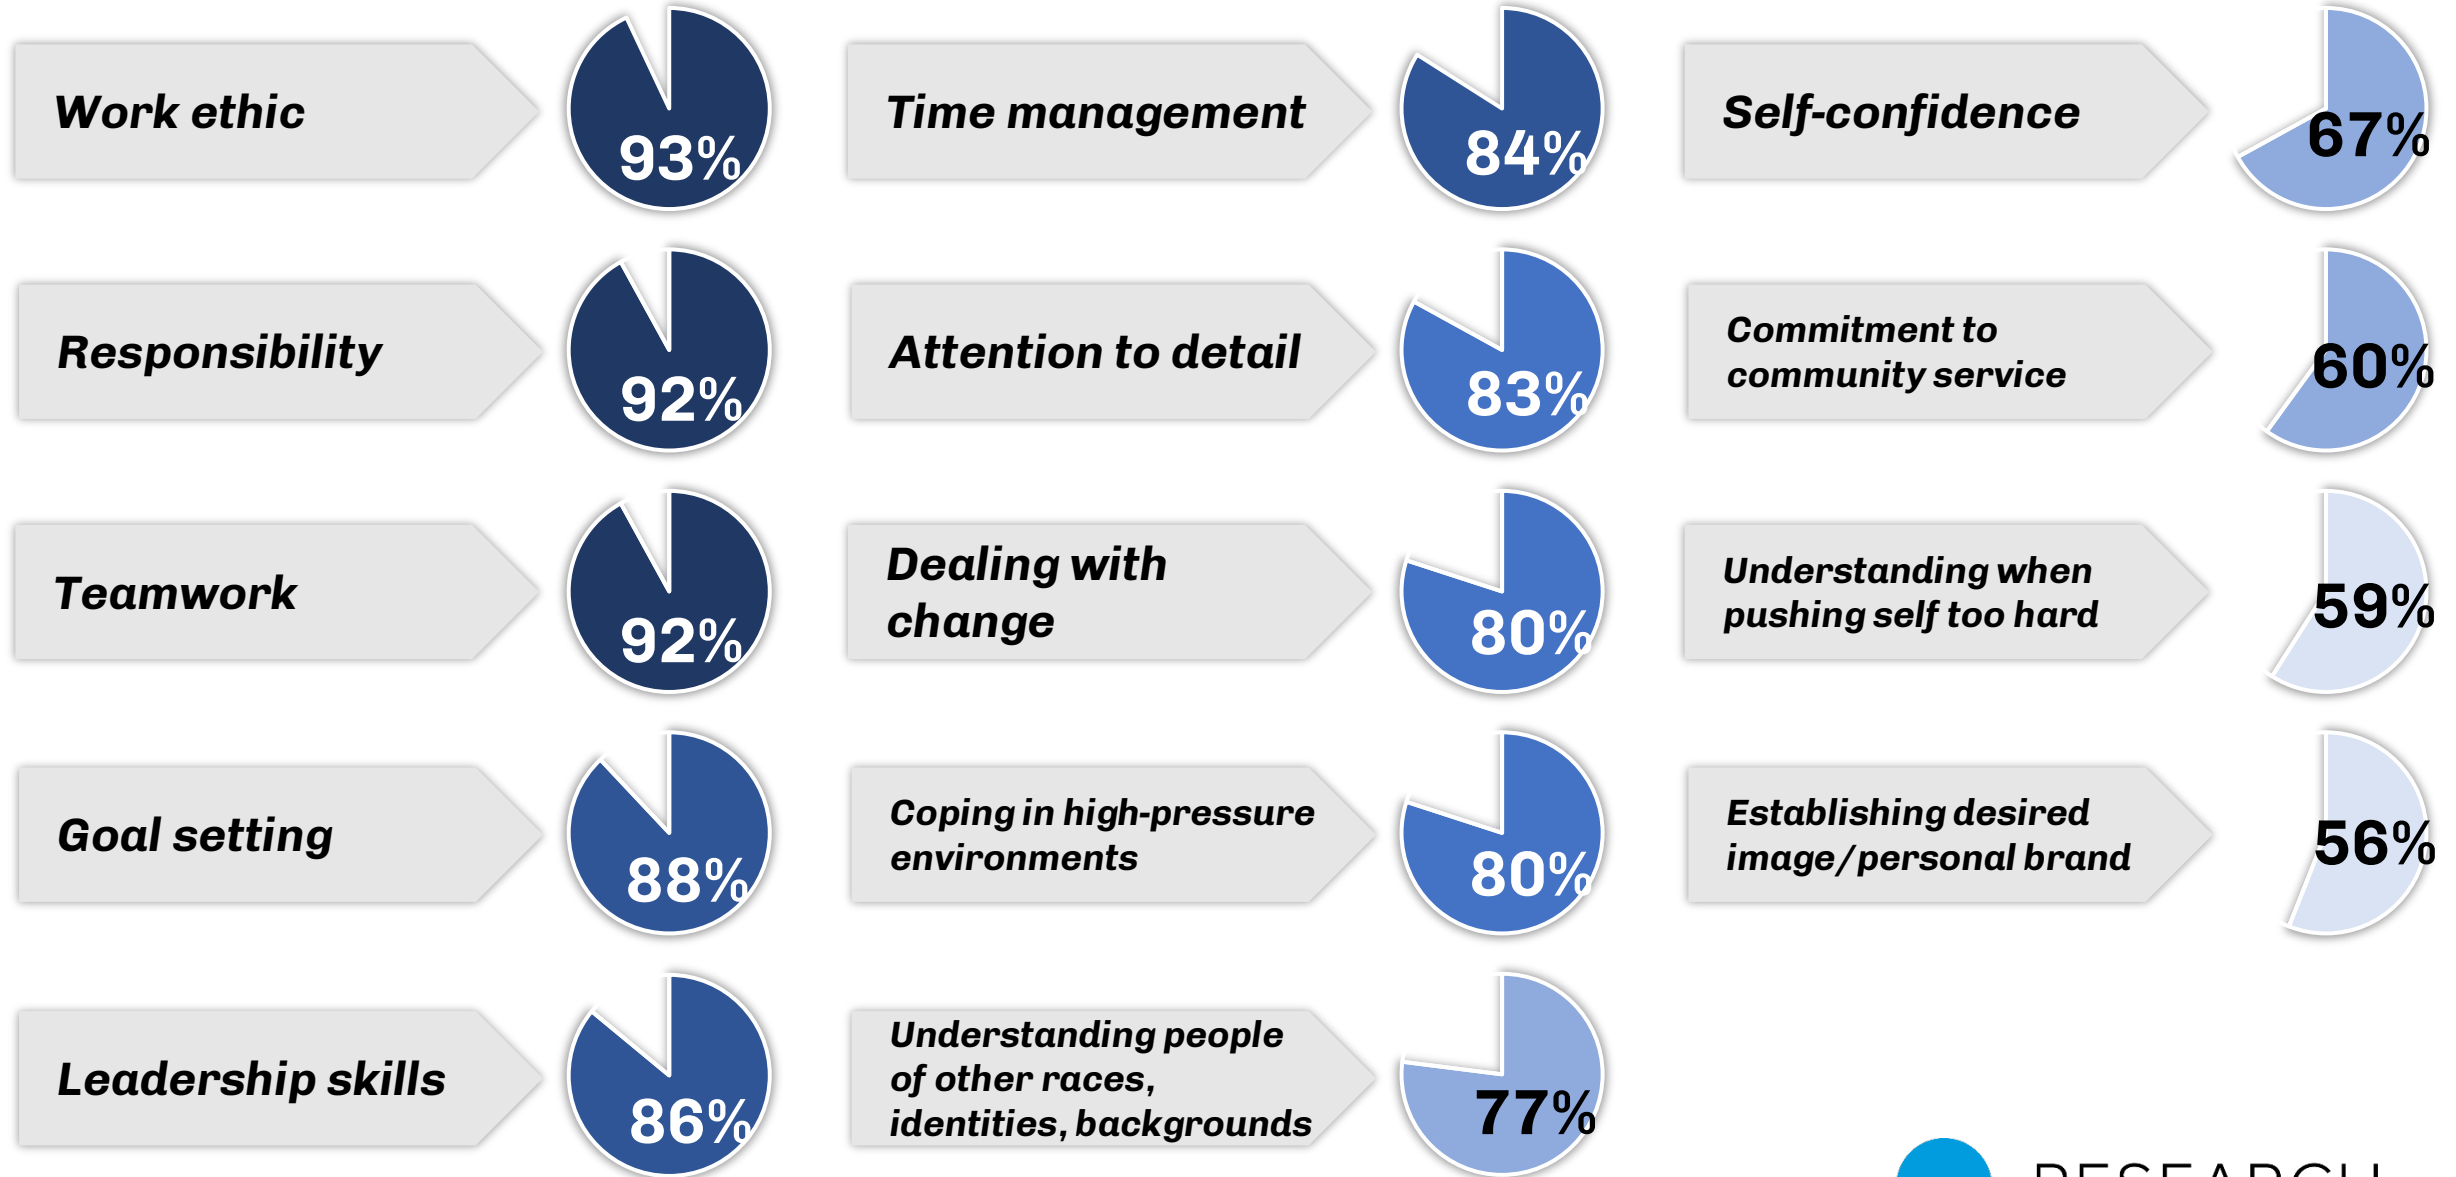 Work ethic
93%
Responsibility
92%
Teamwork
92%
Goal setting
88%
Leadership skills
86%
Time management
84%
Attention to detail
83%
Dealing with
change
80%
Coping in high-pressure
environments
80%
Understanding people
of other races,
identities, backgrounds
77%
Self-confidence
67%
Commitment to
community service
60%
Understanding when
pushing self too hard
59%
Establishing desired
image/personal brand
56%
RESEARCH